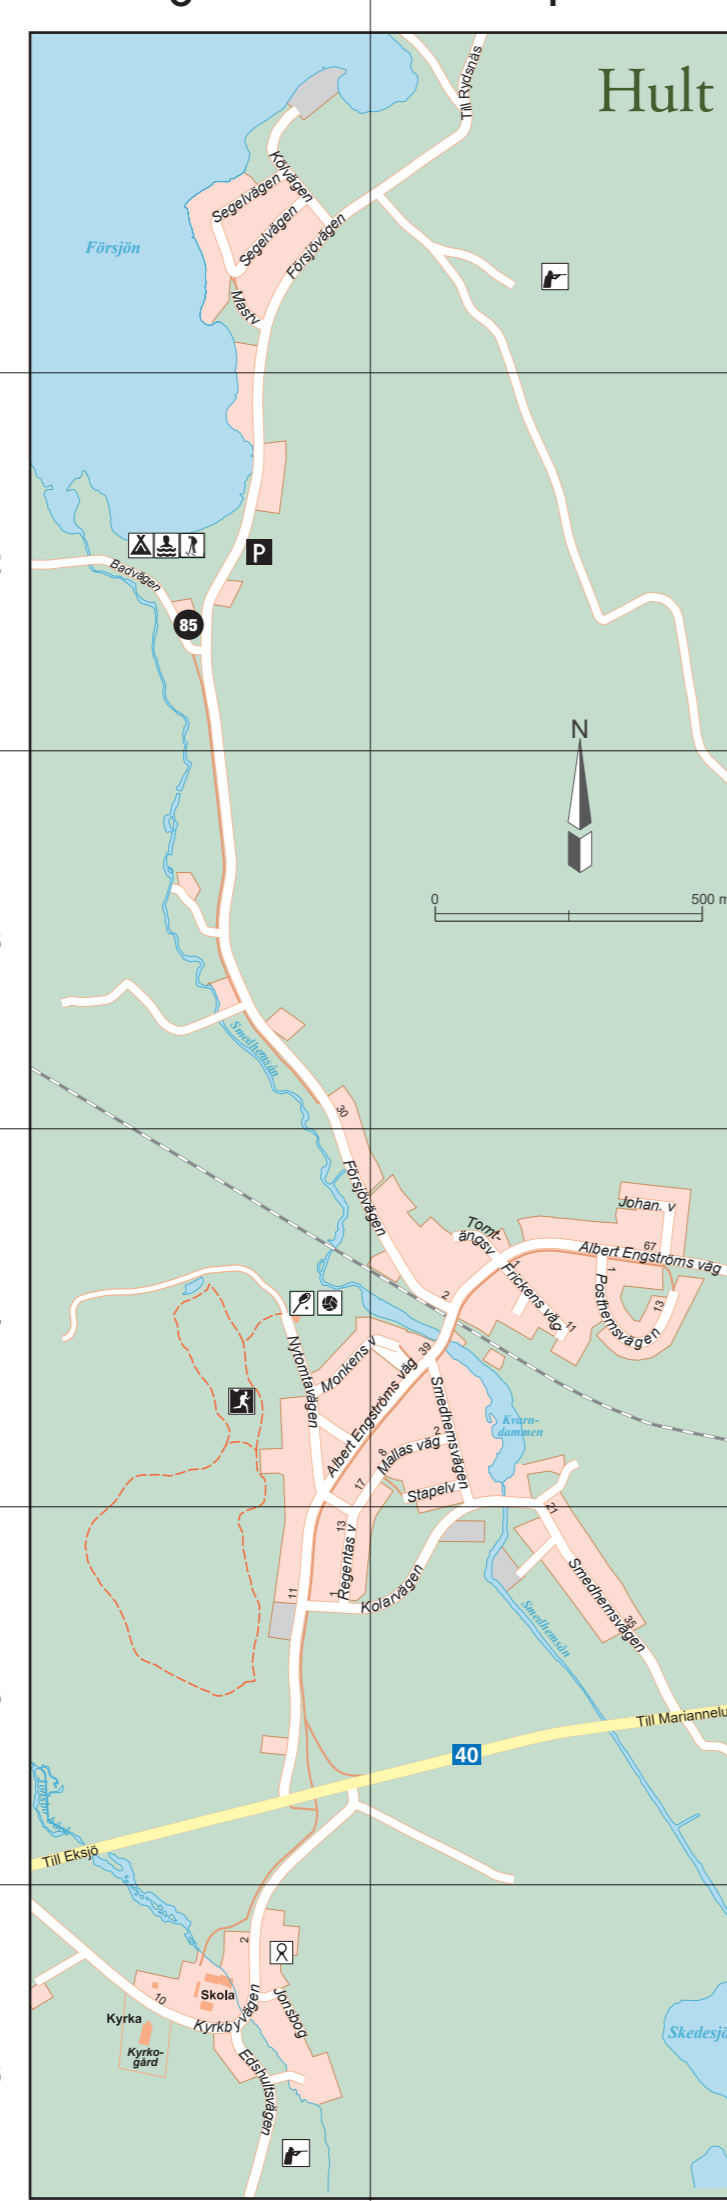 Hult
Till Rydsnäs
Kölvägen
Segelvägen
Segelvägen
Försjövägen
Försjön
Mastv
P
Badvägen
85
N
0
500 m
Smedhemsån
30
Försjövägen
Johan. v
Tomt-
ängsv
67
Albert Engströms väg
1
Frickens väg
1
Posthemsvägen
13
2
11
Nytomtavägen
Monkens v
39
Albert Engströms väg
Smedhemsvägen
Kvarn-
dammen
2
8
Mallas väg
17
Stapelv
13
Regentas v
21
11
1
Kolarvägen
Smedhemsvägen
35
Smedhemsån
Till Mariannelu
40
Till Eksjö
2
Skola
10
Kyrka
Kyrkbyvägen
Jonsbog
Kyrko-
gård
Edshultsvägen
Skedesjö